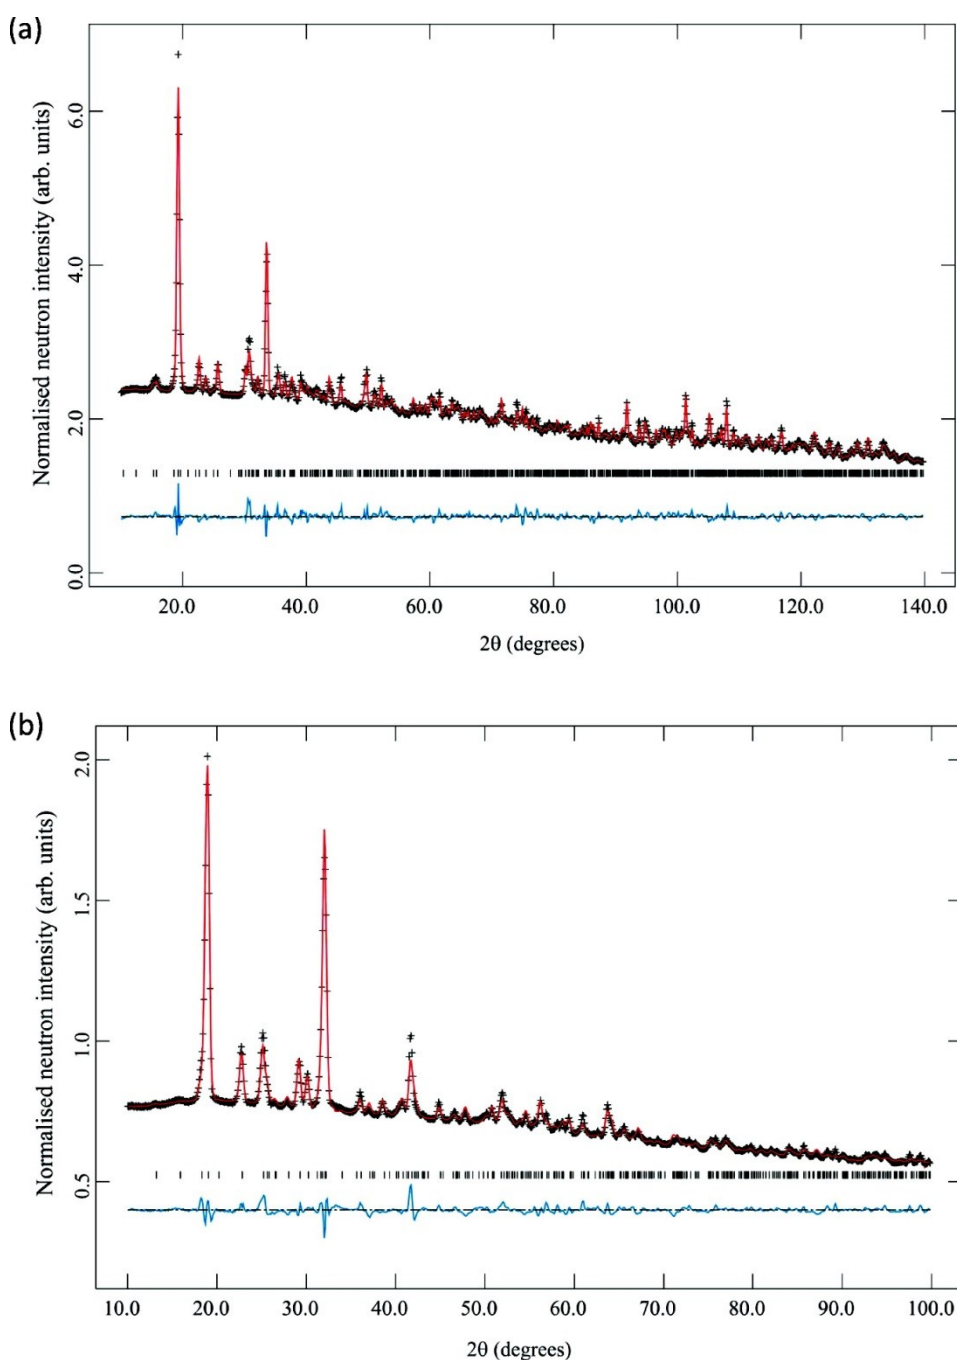 (a)
Normalised neutron intensity (arb. units)
6.0
4.0
2.0
0.0
20.0 40.0 60.0 80.0 100.0 120.0 140.0
2θ (degrees)
(b)
Normalised neutron intensity (arb. units)
2.0
1.5
1.0
0.5
10.0 20.0 30.0 40.0 50.0 60.0 70.0 80.0 90.0 100.0
2θ (degrees)